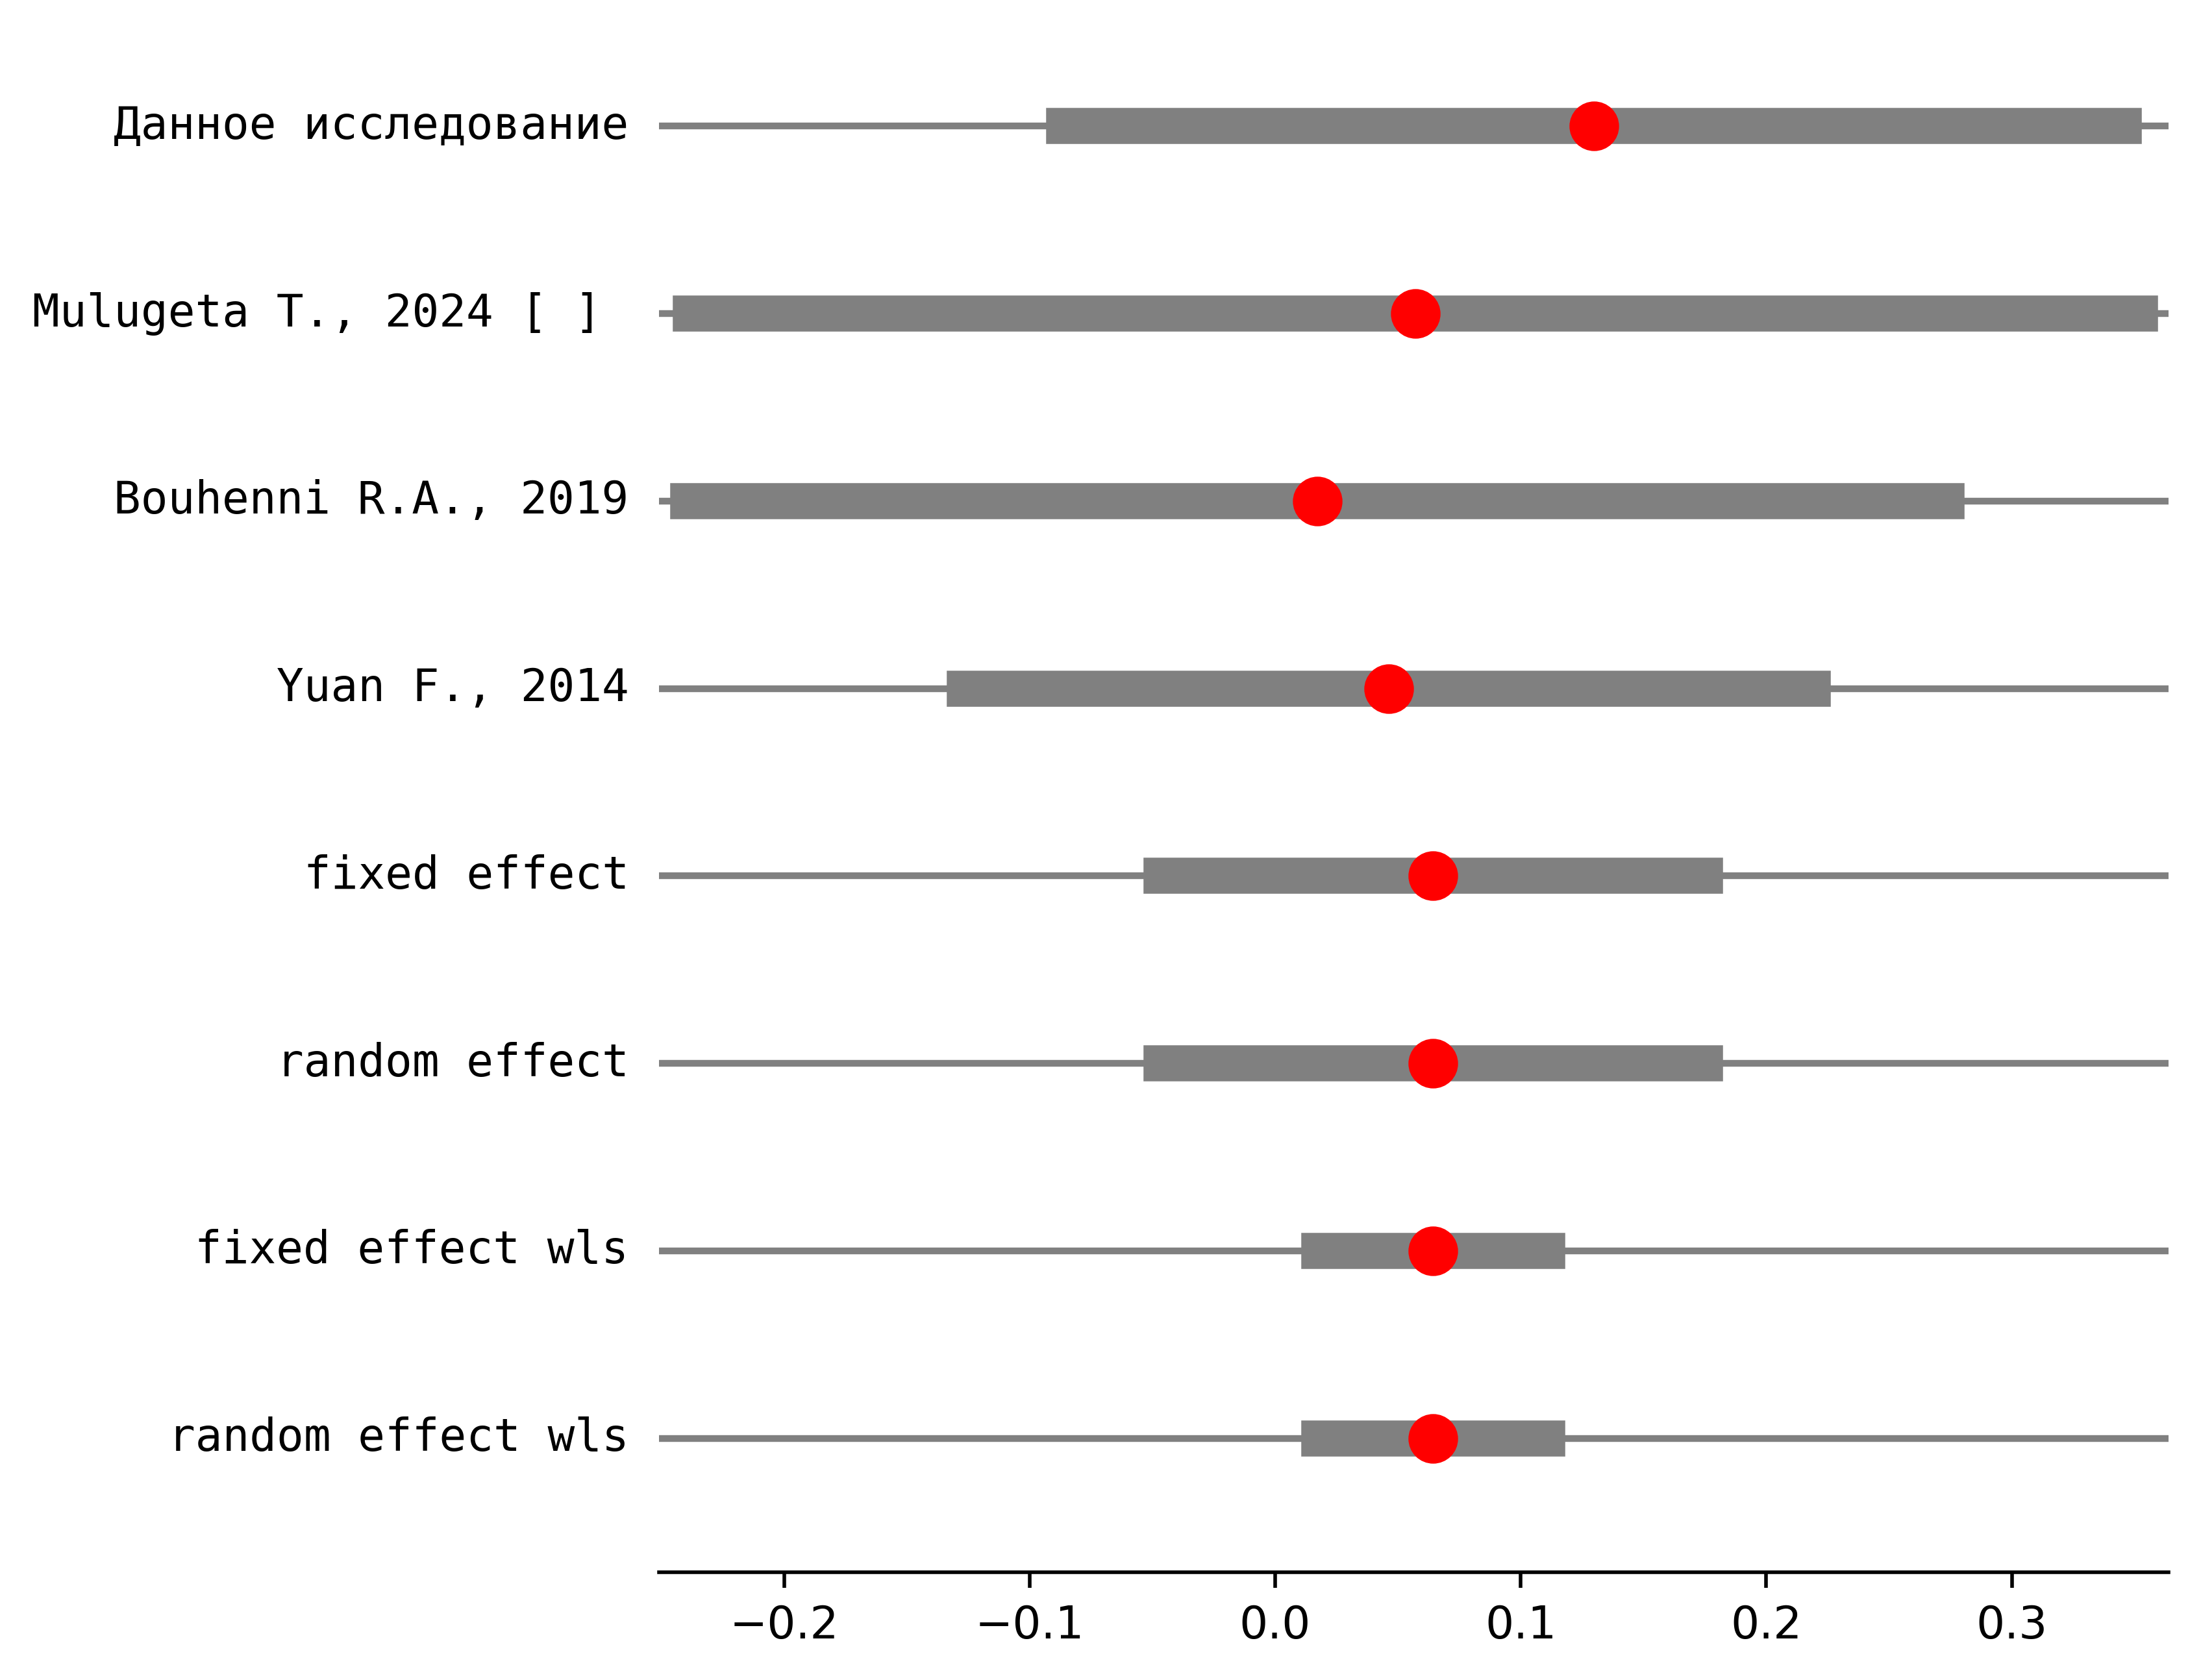 Данное исследование
Mulugeta T., 2024 [ ]
Bouhenni R.A., 2019
Yuan F., 2014
fixed effect
random effect
fixed effect wls
random effect wls
−0.2 −0.1 0.0 0.1 0.2 0.3